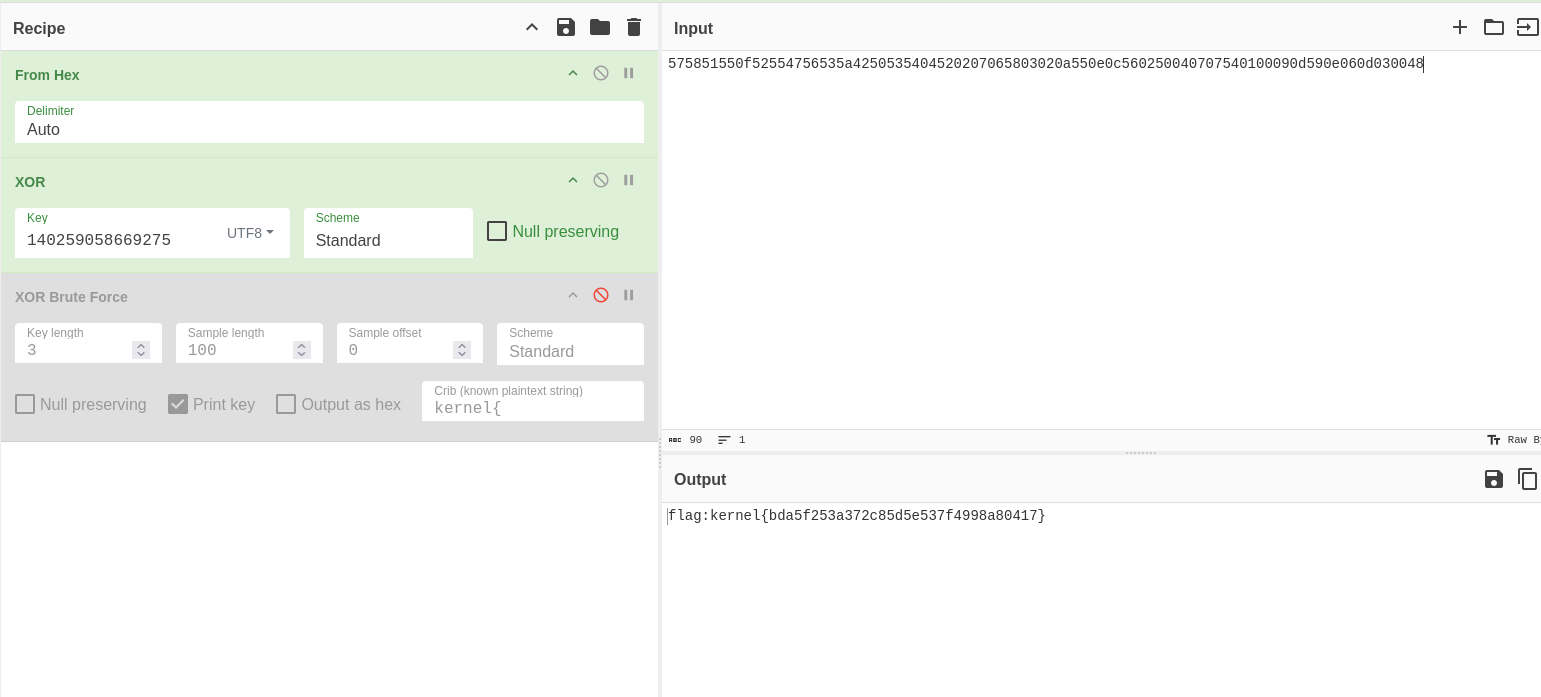 Recipe
From Hex
Delimiter
Auto
XOR
Key
140259058669275
UTF8
Scheme
Standard
Null preserving
XOR Brute Force
Key length
3
Sample length
100
Sample offset
0
Scheme
Standard
Null preserving
Print key
Output as hex
Crib (known plaintext string)
kernel{
Input
575851550f52554756535a4250535404520207065803020a550e0c560250040707540100090d590e060d030048
ABC 90 1
Tт Raw By
Output
flag:kernel{bda5f253a372c85d5e537f4998a80417}